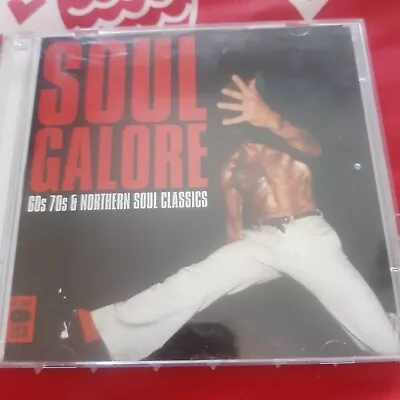 SOUL
GALORE
60s 70s & NORTHERN SOUL CLASSICS